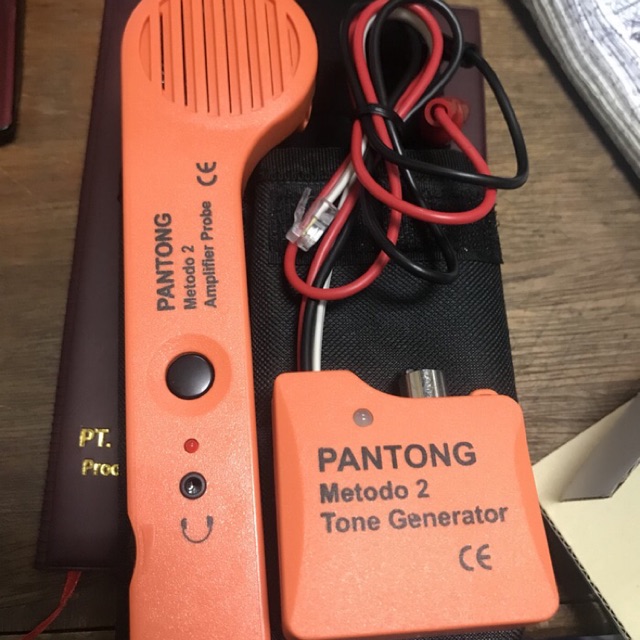 PANTONG
Metodo 2
Amplifier Probe
CE
PT.
Prod
PANTONG
Metodo 2
Tone Generator
CE